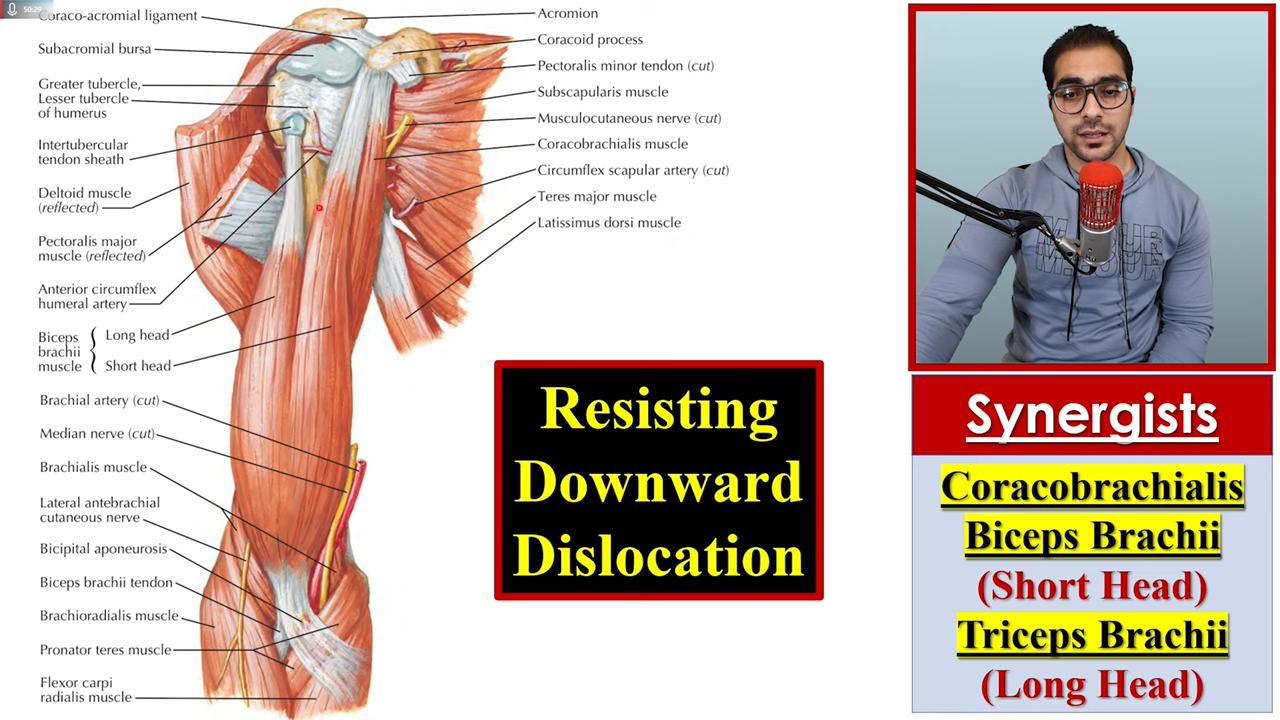 50:29
Coraco-acromial ligament
Subacromial bursa
Greater tubercle,
Lesser tubercle
of humerus
Intertubercular
tendon sheath
Deltoid muscle
(reflected)
Pectoralis major
muscle (reflected)
Anterior circumflex
humeral artery
Biceps
brachii
muscle
Long head
Short head
Brachial artery (cut)
Median nerve (cut)
Brachialis muscle
Lateral antebrachial
cutaneous nerve
Bicipital aponeurosis
Biceps brachii tendon
Brachioradialis muscle
Pronator teres muscle
Flexor carpi
radialis muscle
Acromion
Coracoid process
Pectoralis minor tendon (cut)
Subscapularis muscle
Musculocutaneous nerve (cut)
Coracobrachialis muscle
Circumflex scapular artery (cut)
Teres major muscle
Latissimus dorsi muscle
Resisting
Downward
Dislocation
Synergists
Coracobrachialis
Biceps Brachii
(Short Head)
Triceps Brachii
(Long Head)